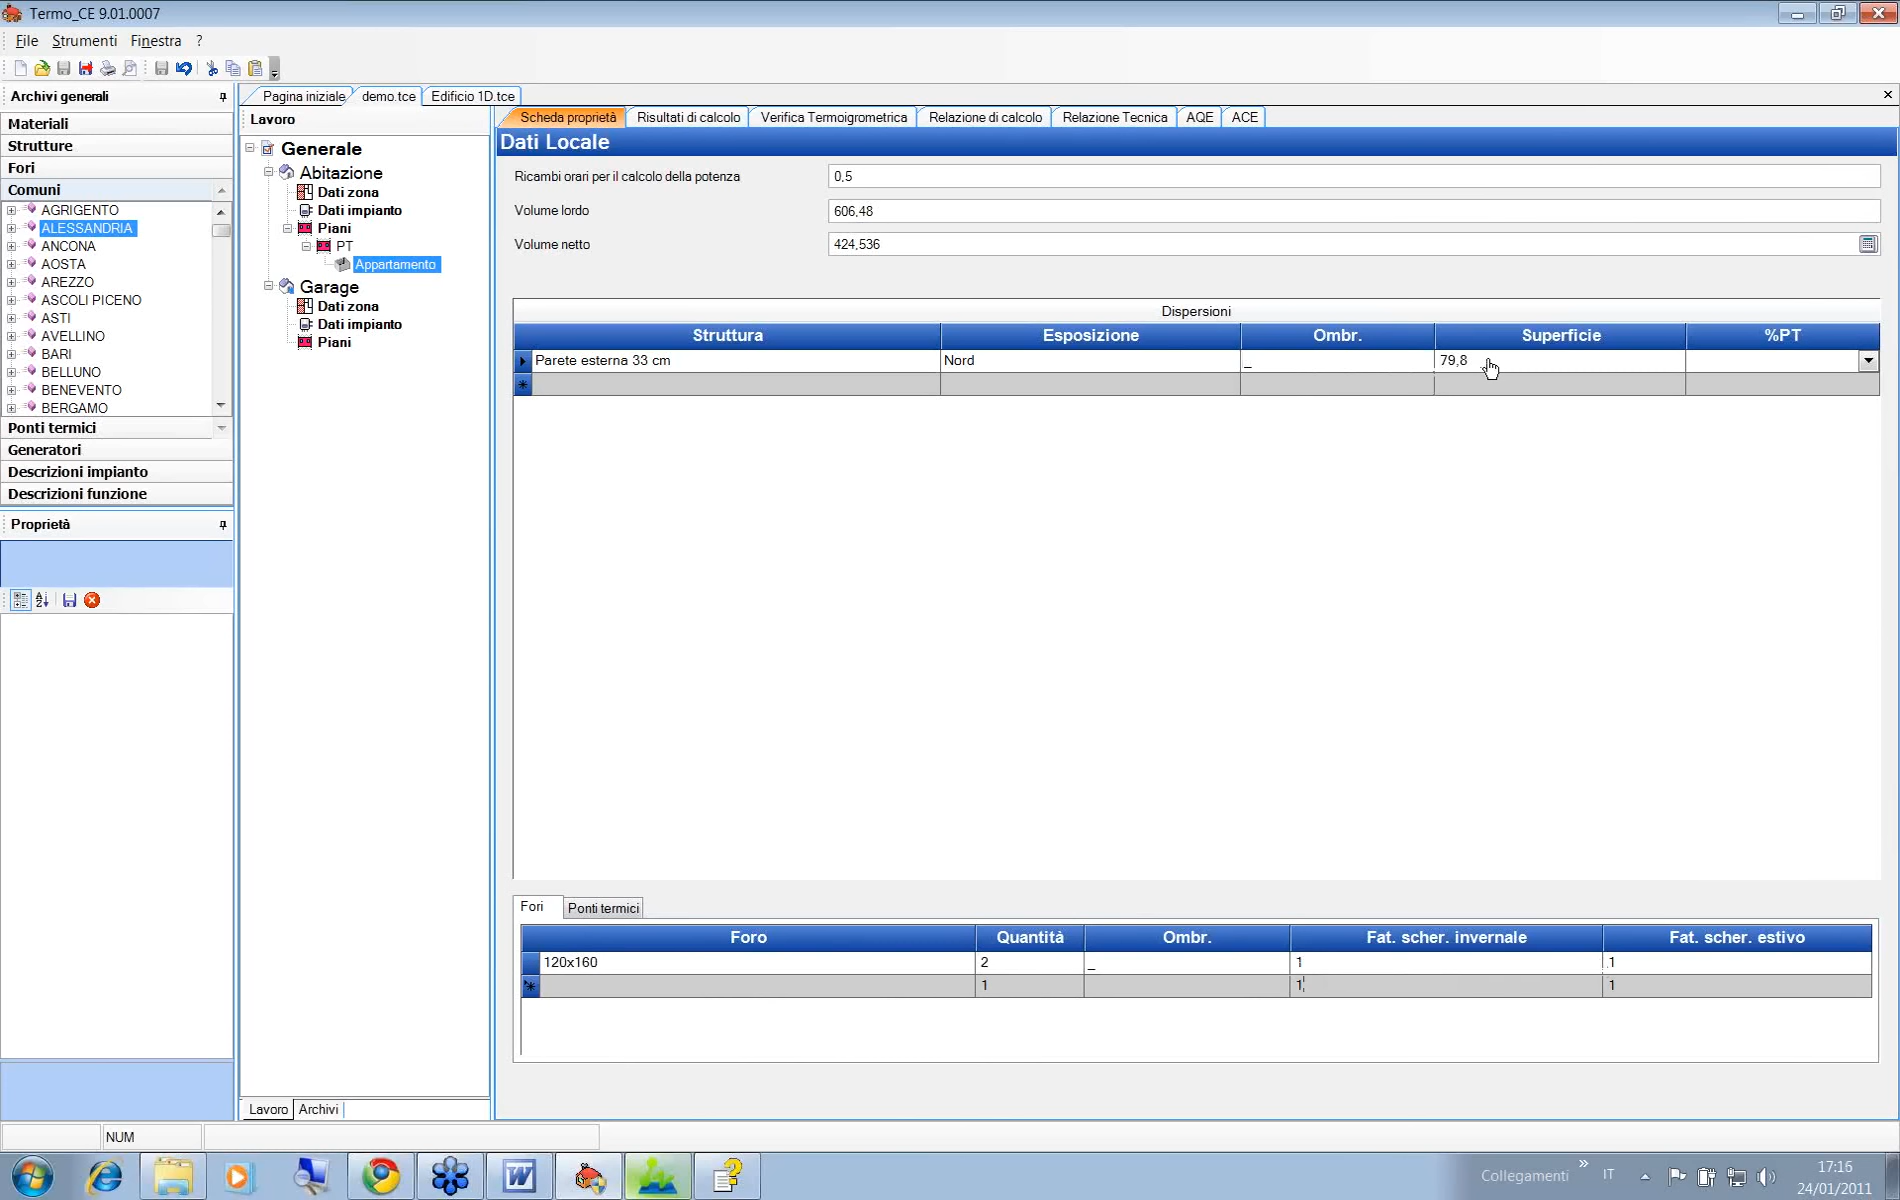 Termo_CE 9.01.0007
File Strumenti Finestra ?
Archivi generali
Materiali
Strutture
Fori
Comuni
AGRIGENTO
ALESSANDRIA
ANCONA
AOSTA
AREZZO
ASCOLI PICENO
ASTI
AVELLINO
BARI
BELLUNO
BENEVENTO
BERGAMO
Ponti termici
Generatori
Descrizioni impianto
Descrizioni funzione
Proprietà
Pagina iniziale demo.tce Edificio 1D.tce
Lavoro
Generale
Abitazione
Dati zona
Dati impianto
Piani
PT
Appartamento
Garage
Dati zona
Dati impianto
Piani
Lavoro Archivi
Scheda proprietà Risultati di calcolo Verifica Termoigrometrica Relazione di calcolo Relazione Tecnica AQE ACE
Dati Locale
Ricambi orari per il calcolo della potenza 0,5
Volume lordo 606,48
Volume netto 424,536
Dispersioni
Struttura Esposizione Ombr. Superficie %PT
Parete esterna 33 cm Nord _ 79,8
Fori Ponti termici
Foro Quantità Ombr. Fat. scher. invernale Fat. scher. estivo
120x160 2 _ 1 1
1 1 1
NUM
Collegamenti » IT 17:16
24/01/2011